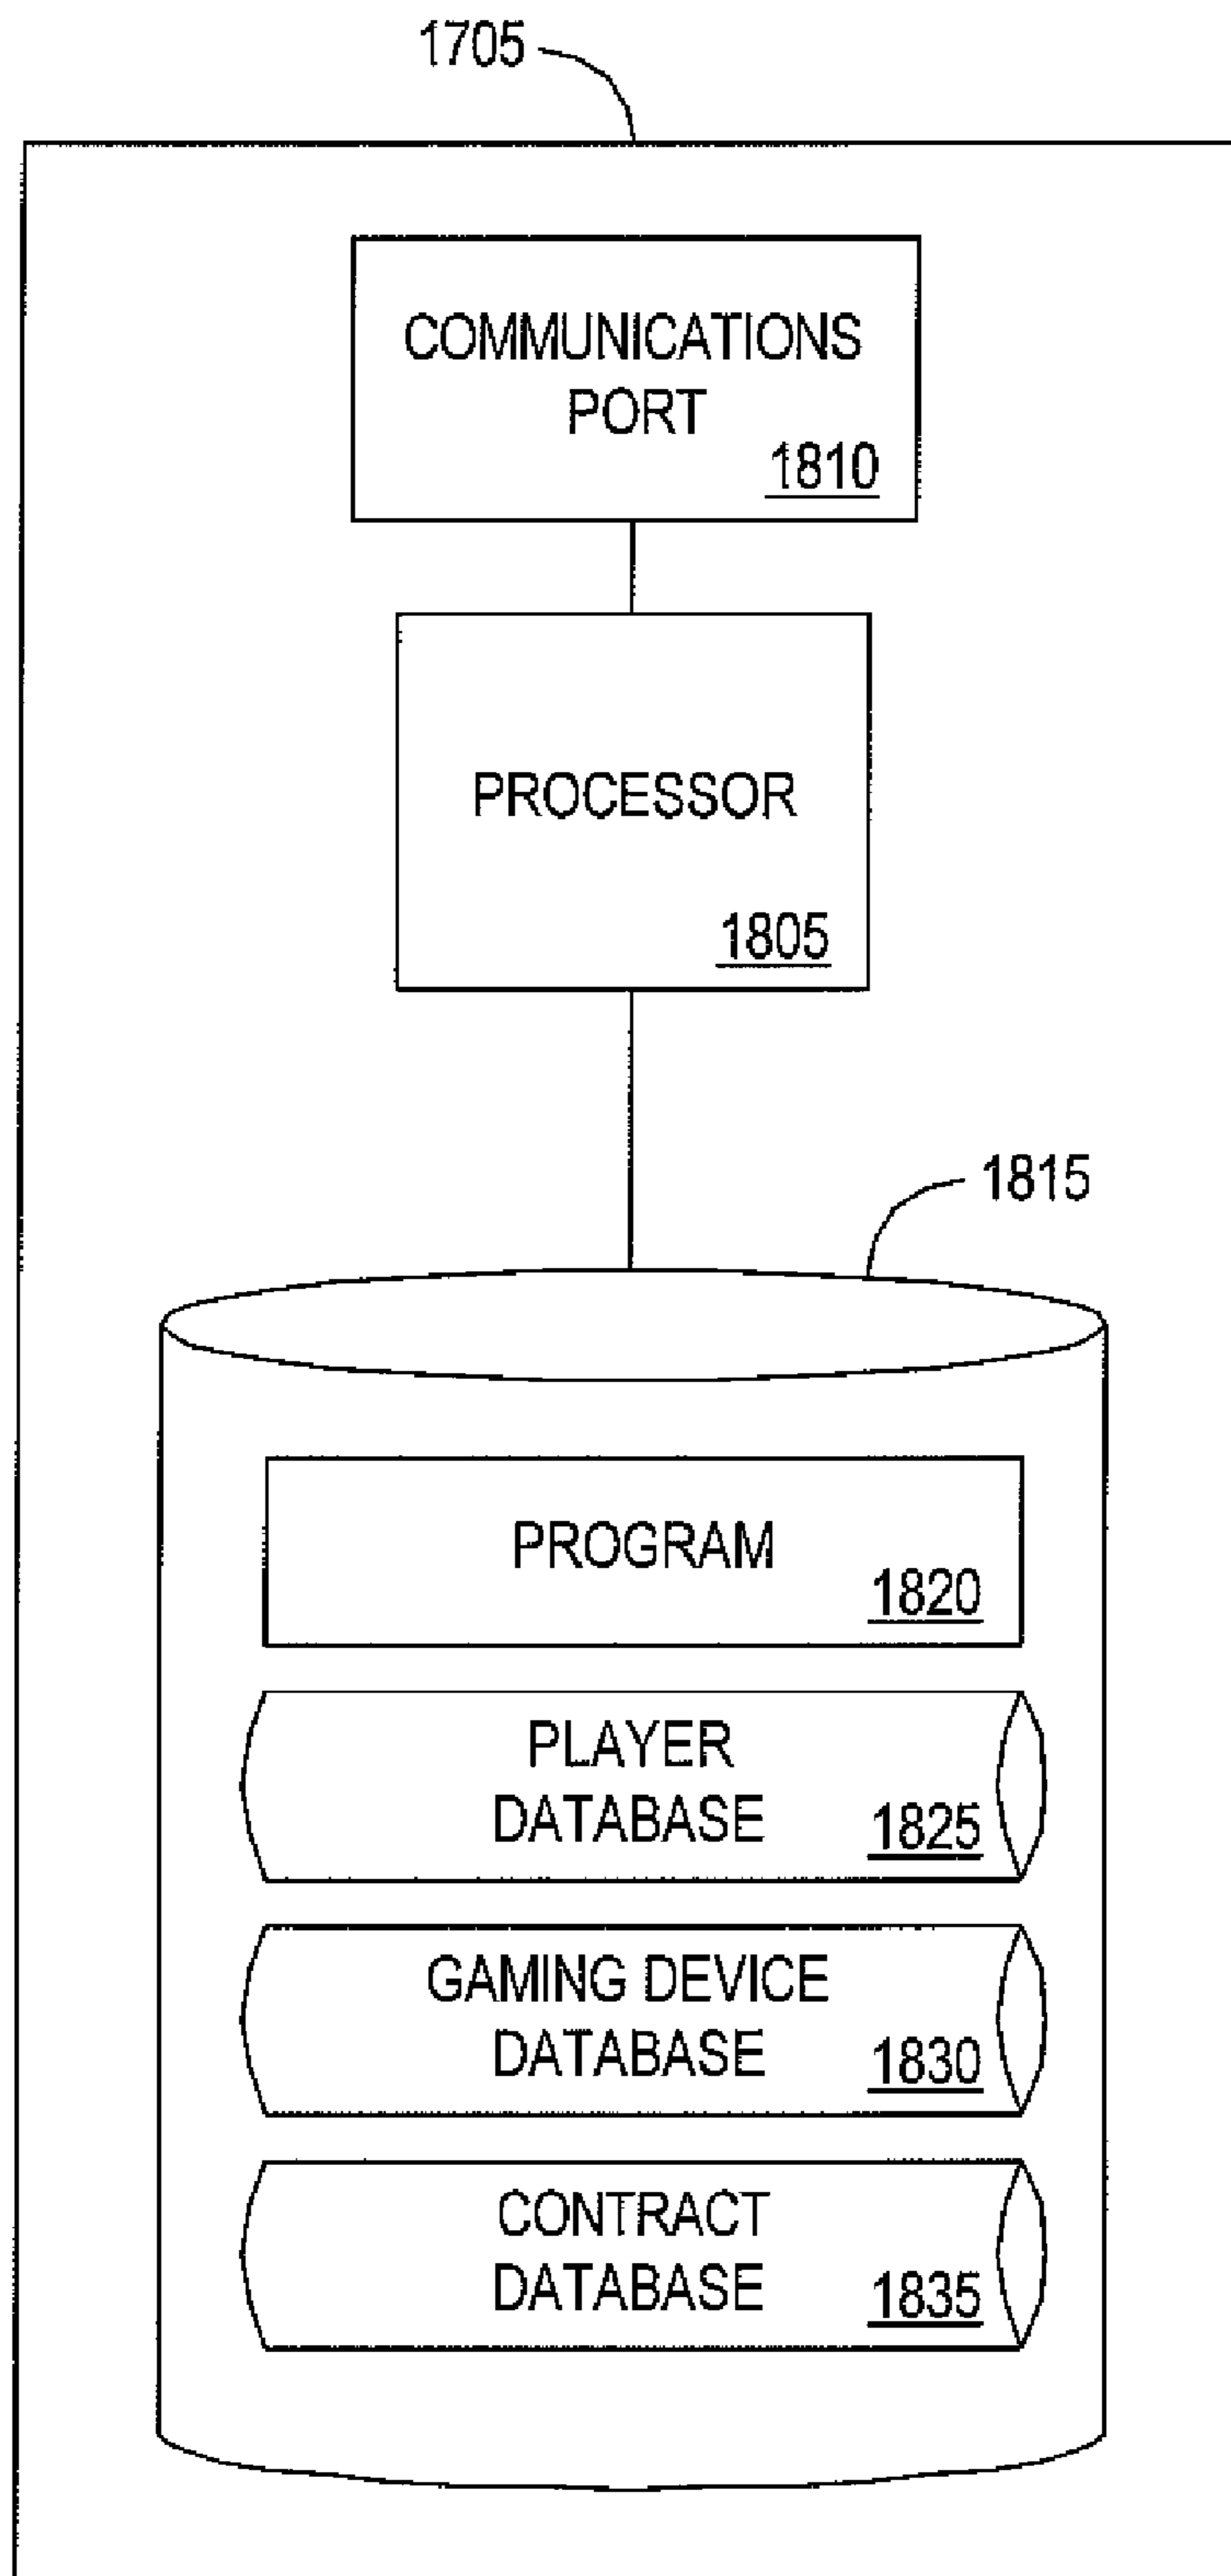 1705
COMMUNICATIONS
PORT
1810
PROCESSOR
1805
1815
PROGRAM
1820
PLAYER
DATABASE
1825
GAMING DEVICE
DATABASE
1830
CONTRACT
DATABASE
1835